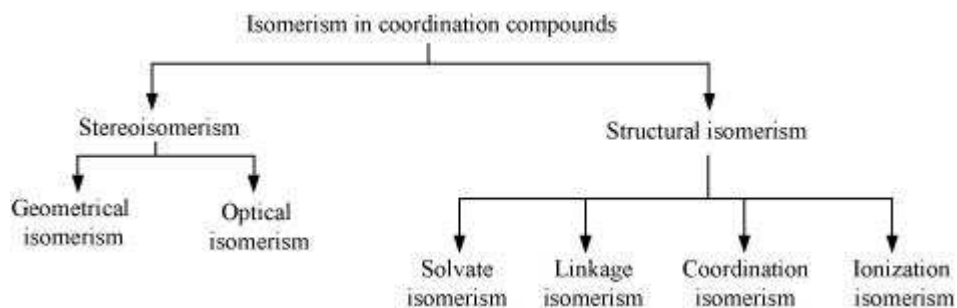 Isomerism in coordination compounds
Stereoisomerism
Structural isomerism
Geometrical
isomerism
Optical
isomerism
Solvate
isomerism
Linkage
isomerism
Coordination
isomerism
Ionization
isomerism